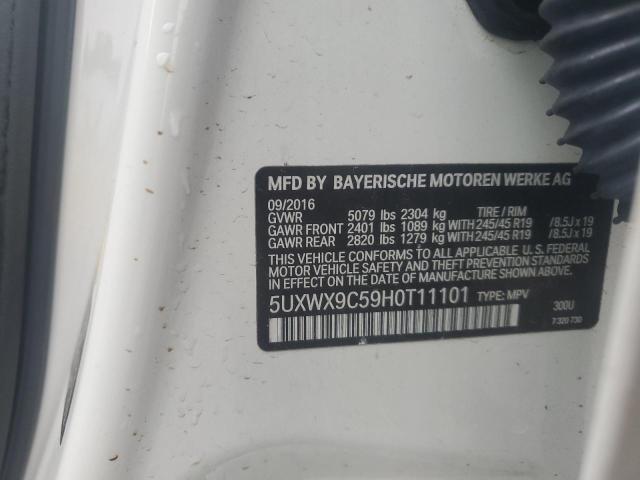 MFD BY BAYERISCHE MOTOREN WERKE AG
09/2016
GVWR 5079 lbs 2304 kg TIRE / RIM
GAWR FRONT 2401 lbs 1089 kg WITH 245/45 R19 /8.5J x 19
GAWR REAR 2820 lbs 1279 kg WITH 245/45 R19 /8.5J x 19
THIS VEHICLE CONFORMS TO ALL APPLICABLE U.S. FEDERAL
MOTOR VEHICLE SAFETY AND THEFT PREVENTION STANDARDS
IN EFFECT ON THE DATE OF MANUFACTURE SHOWN ABOVE.
5UXWX9C59H0T11101 TYPE: MPV 300U
7 320 730